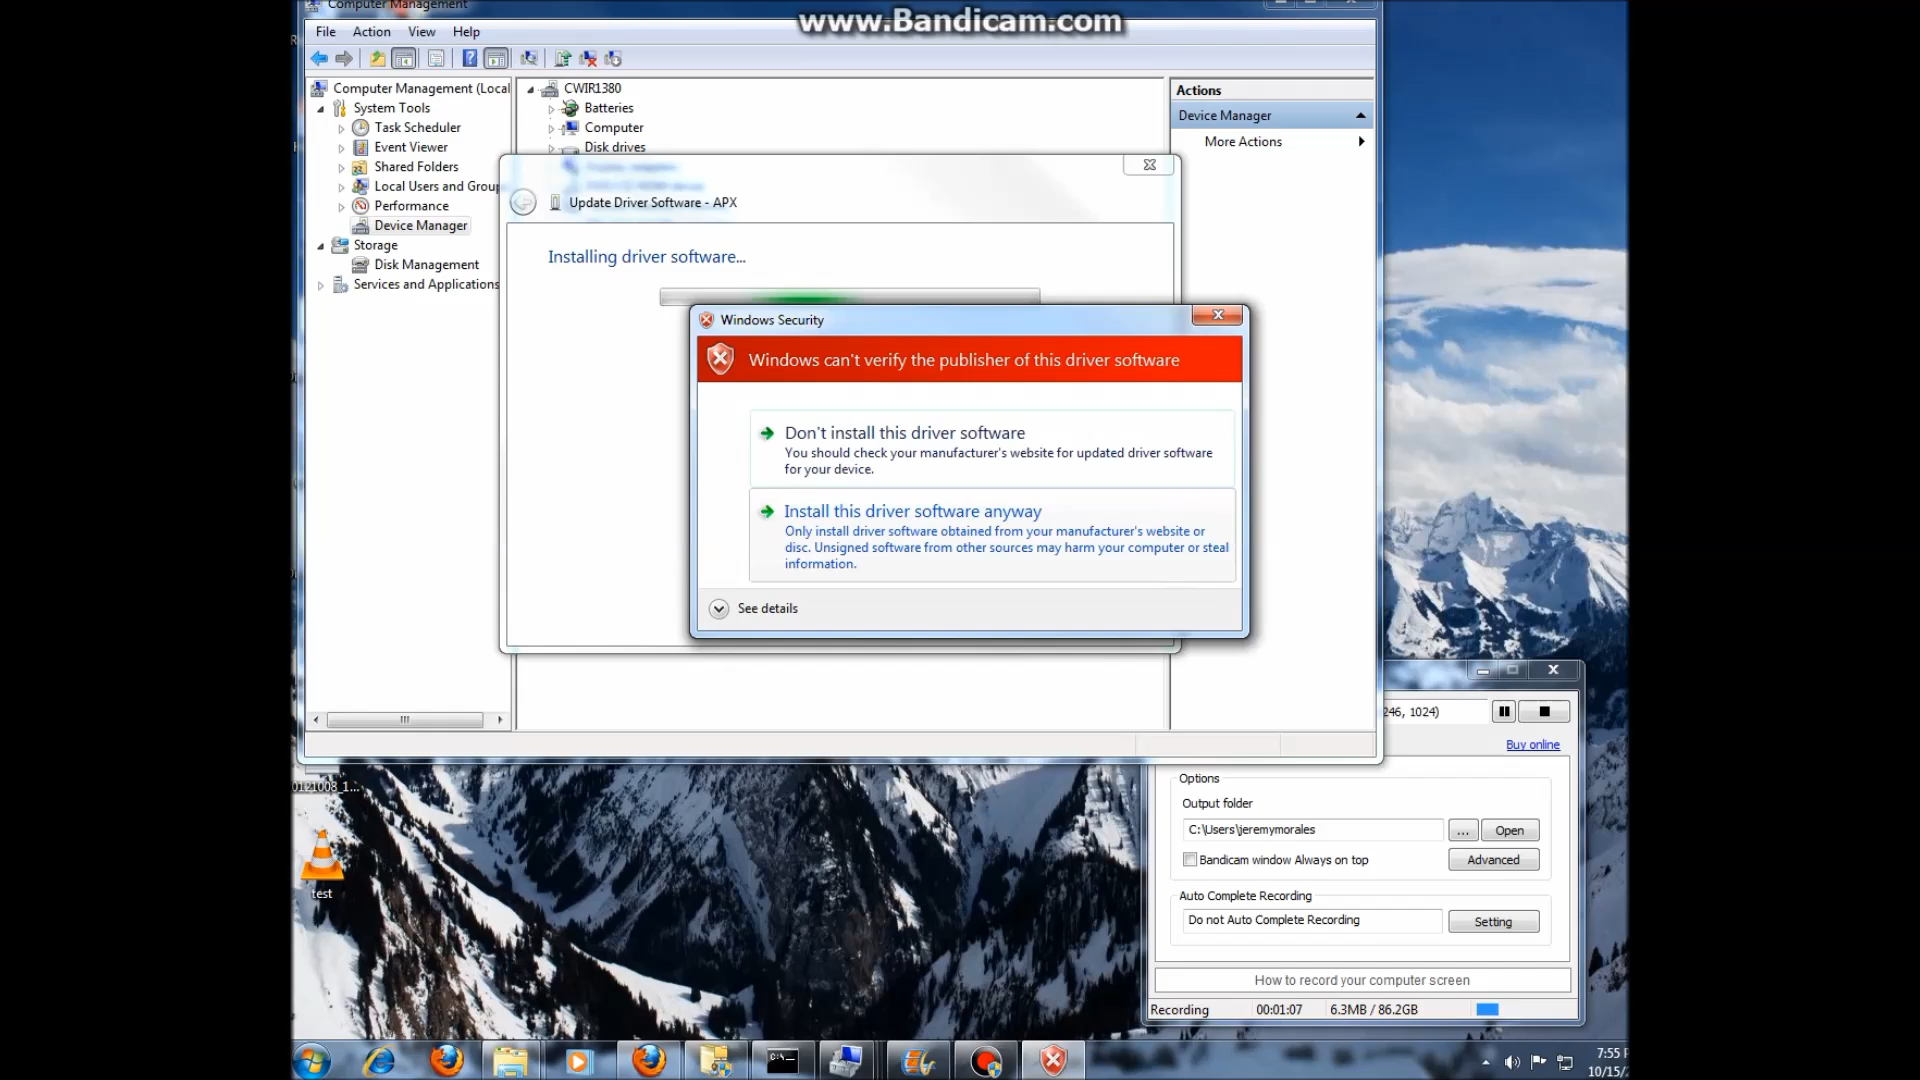 Computer Management
www.Bandicam.com
File Action View Help
Computer Management (Local
System Tools
Task Scheduler
Event Viewer
Shared Folders
Local Users and Group
Performance
Device Manager
Storage
Disk Management
Services and Applications
CWIR1380
Batteries
Computer
Disk drives
Actions
Device Manager
More Actions
Update Driver Software - APX
Installing driver software...
Windows Security
Windows can't verify the publisher of this driver software
Don't install this driver software
You should check your manufacturer's website for updated driver software
for your device.
Install this driver software anyway
Only install driver software obtained from your manufacturer's website or
disc. Unsigned software from other sources may harm your computer or steal
information.
See details
246, 1024)
Buy online
Options
Output folder
C:\Users\jeremymorales
... Open
Bandicam window Always on top
Advanced
Auto Complete Recording
Do not Auto Complete Recording
Setting
How to record your computer screen
Recording 00:01:07 6.3MB / 86.2GB
0121008_1...
test
7:55 P
10/15/2